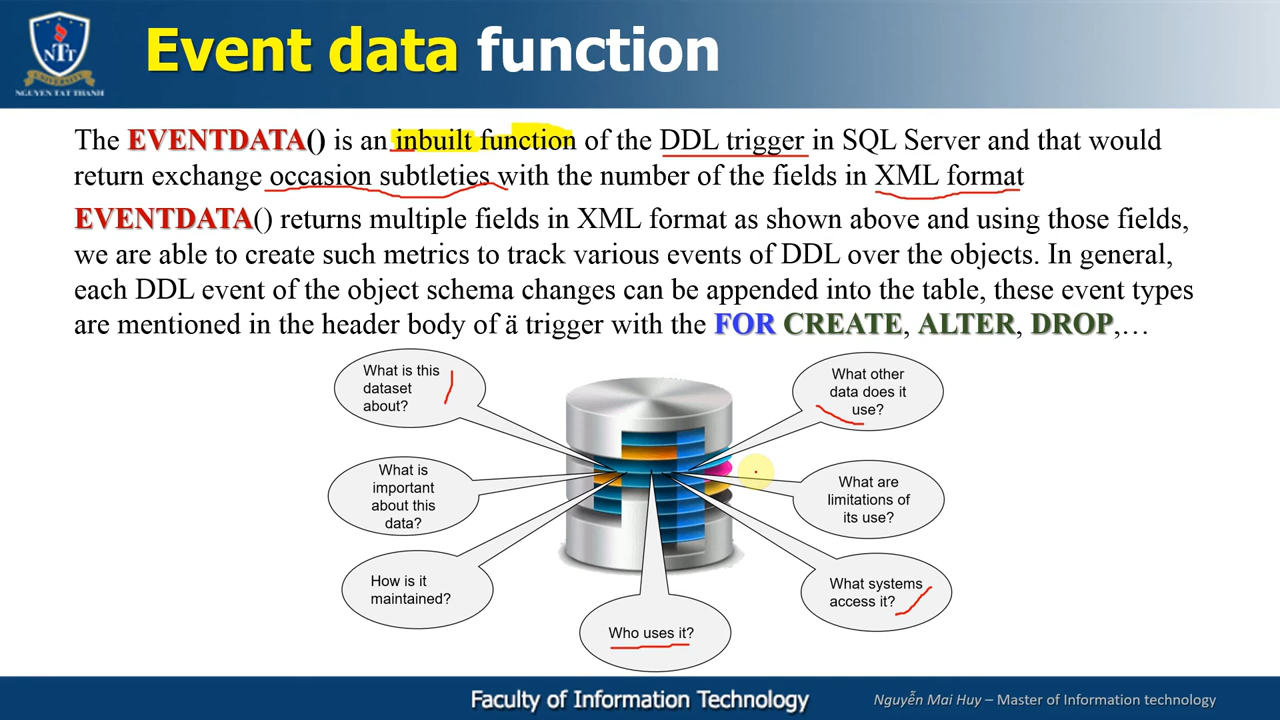 NTT
UNIVERSITY
NGUYEN TAT THANH
Event data function
The EVENTDATA() is an inbuilt function of the DDL trigger in SQL Server and that would
return exchange occasion subtleties with the number of the fields in XML format
EVENTDATA() returns multiple fields in XML format as shown above and using those fields,
we are able to create such metrics to track various events of DDL over the objects. In general,
each DDL event of the object schema changes can be appended into the table, these event types
are mentioned in the header body of ä trigger with the FOR CREATE, ALTER, DROP,…
What is this
dataset
about?
What other
data does it
use?
What is
important
about this
data?
What are
limitations of
its use?
How is it
maintained?
What systems
access it?
Who uses it?
Faculty of Information Technology
Nguyễn Mai Huy – Master of Information technology